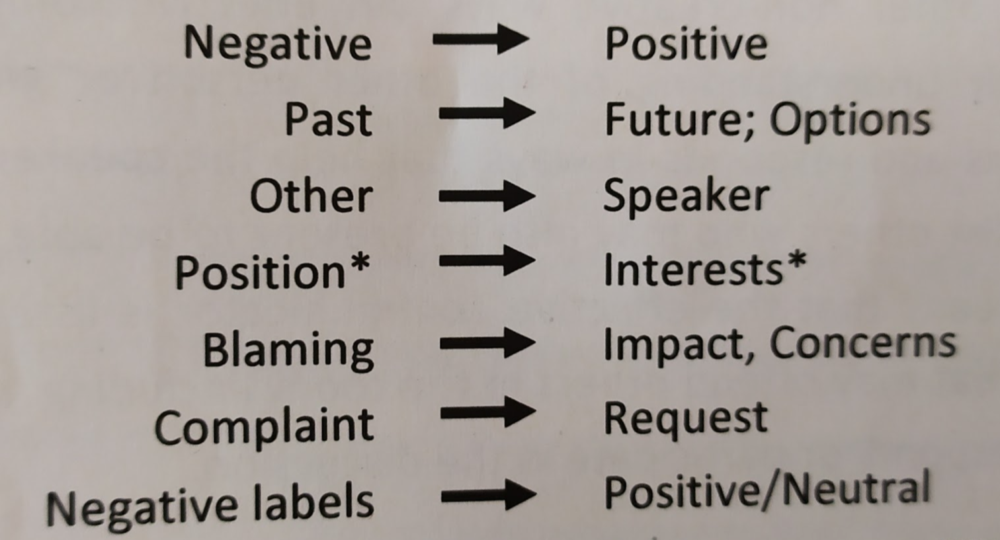 Negative → Positive
Past → Future; Options
Other → Speaker
Position* → Interests*
Blaming → Impact, Concerns
Complaint → Request
Negative labels → Positive/Neutral